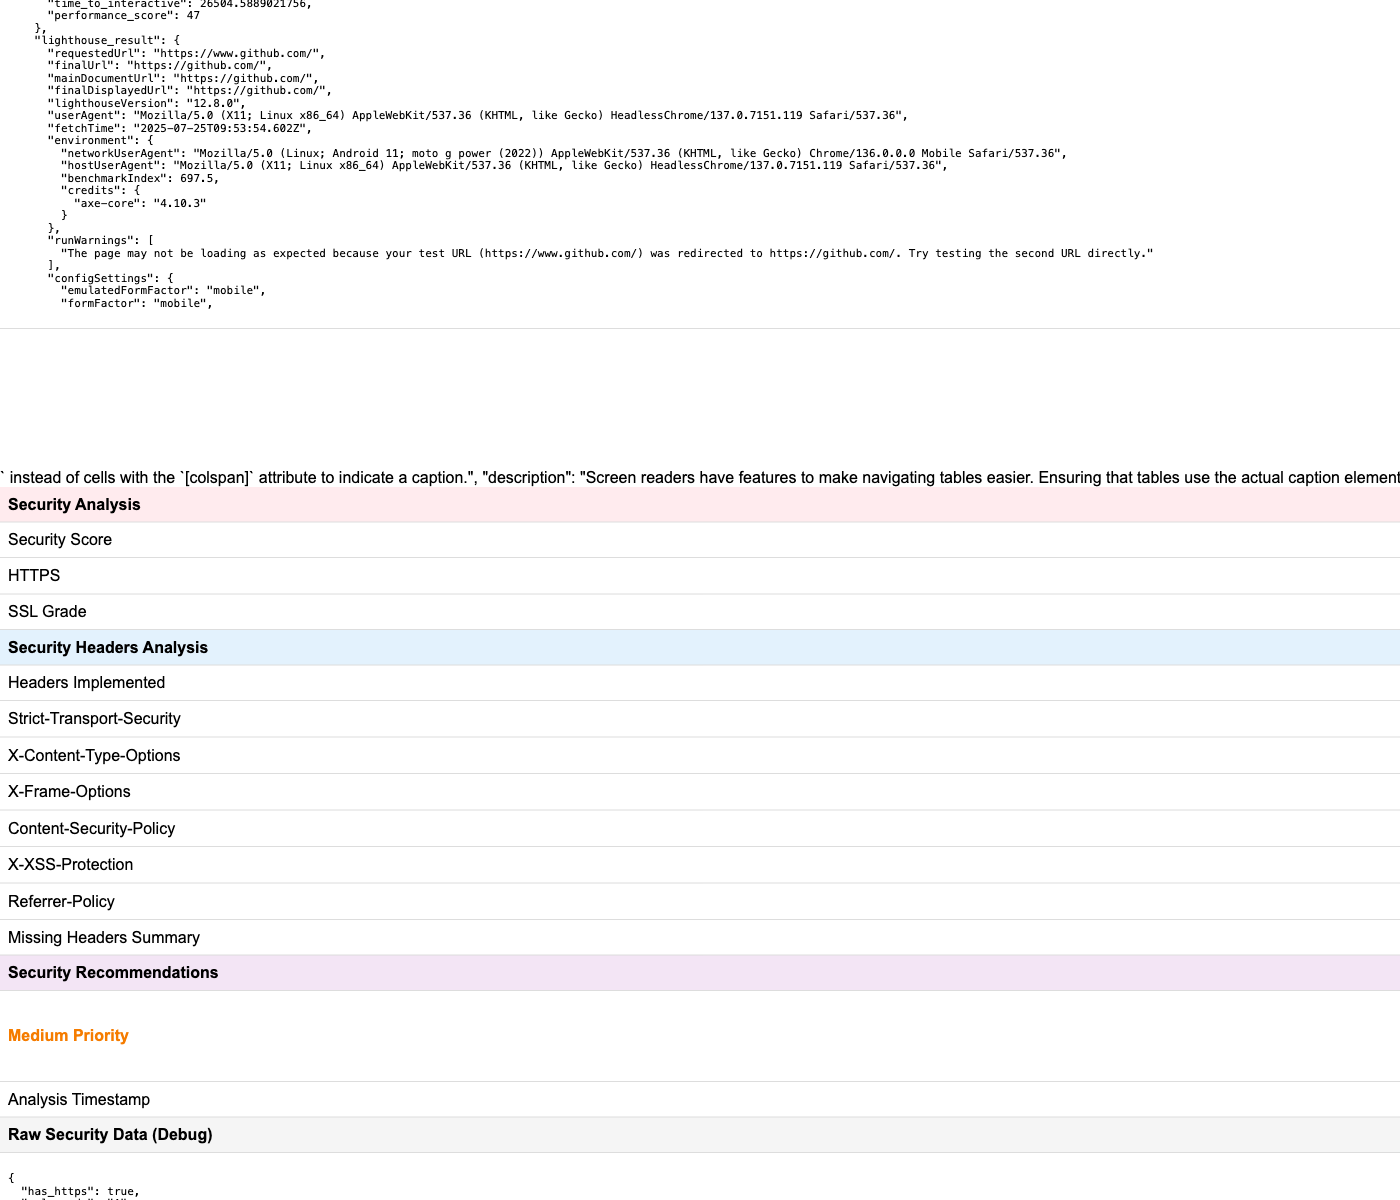 "time_to_interactive": 26504.5889021756,
"performance_score": 47
},
"lighthouse_result": {
"requestedUrl": "https://www.github.com/",
"finalUrl": "https://github.com/",
"mainDocumentUrl": "https://github.com/",
"finalDisplayedUrl": "https://github.com/",
"lighthouseVersion": "12.8.0",
"userAgent": "Mozilla/5.0 (X11; Linux x86_64) AppleWebKit/537.36 (KHTML, like Gecko) HeadlessChrome/137.0.7151.119 Safari/537.36",
"fetchTime": "2025-07-25T09:53:54.602Z",
"environment": {
"networkUserAgent": "Mozilla/5.0 (Linux; Android 11; moto g power (2022)) AppleWebKit/537.36 (KHTML, like Gecko) Chrome/136.0.0.0 Mobile Safari/537.36",
"hostUserAgent": "Mozilla/5.0 (X11; Linux x86_64) AppleWebKit/537.36 (KHTML, like Gecko) HeadlessChrome/137.0.7151.119 Safari/537.36",
"benchmarkIndex": 697.5,
"credits": {
"axe-core": "4.10.3"
}
},
"runWarnings": [
"The page may not be loading as expected because your test URL (https://www.github.com/) was redirected to https://github.com/. Try testing the second URL directly."
],
"configSettings": {
"emulatedFormFactor": "mobile",
"formFactor": "mobile",
` instead of cells with the `[colspan]` attribute to indicate a caption.", "description": "Screen readers have features to make navigating tables easier. Ensuring that tables use the actual caption element
Security Analysis
Security Score
HTTPS
SSL Grade
Security Headers Analysis
Headers Implemented
Strict-Transport-Security
X-Content-Type-Options
X-Frame-Options
Content-Security-Policy
X-XSS-Protection
Referrer-Policy
Missing Headers Summary
Security Recommendations
Medium Priority
Analysis Timestamp
Raw Security Data (Debug)
{
"has_https": true,